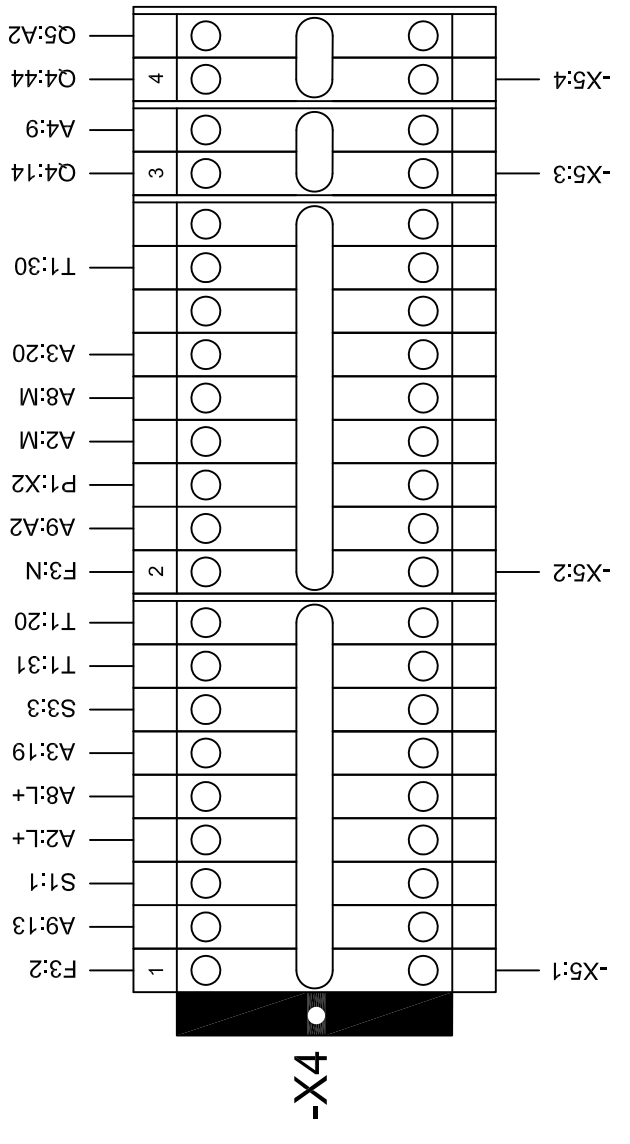 Q5:A2
Q4:44 4 -X5:4
A4:9
Q4:14 3 -X5:3
T1:30
A3:20
A8:M
A2:M
P1:X2
A9:A2
F3:N 2 -X5:2
T1:20
T1:31
S3:3
A3:19
A8:L+
A2:L+
S1:1
A9:13
F3:2 1 -X5:1
-X4